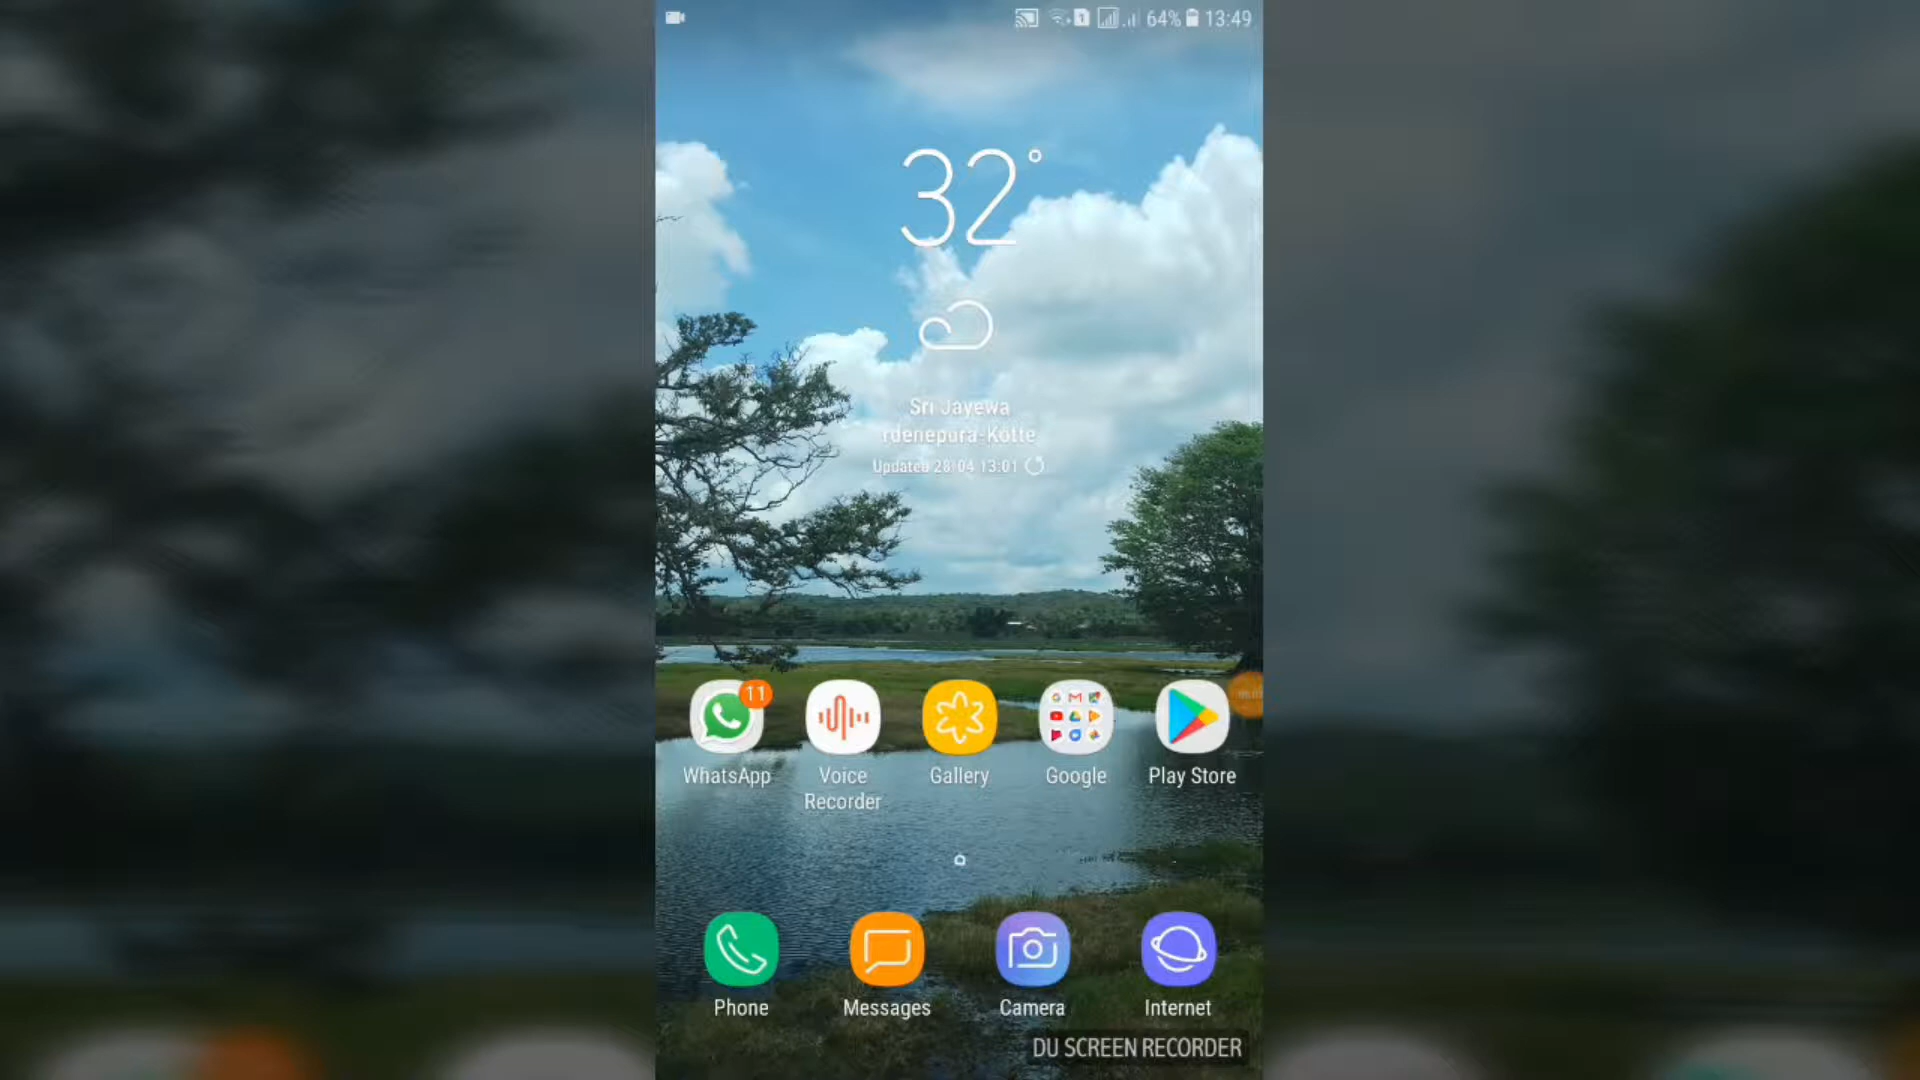 64% 13:49
32°
Sri Jayewa
rdenepura-Kotte
Updated 28/04 13:01
11
WhatsApp
Voice
Recorder
Gallery
Google
Play Store
Phone
Messages
Camera
Internet
DU SCREEN RECORDER